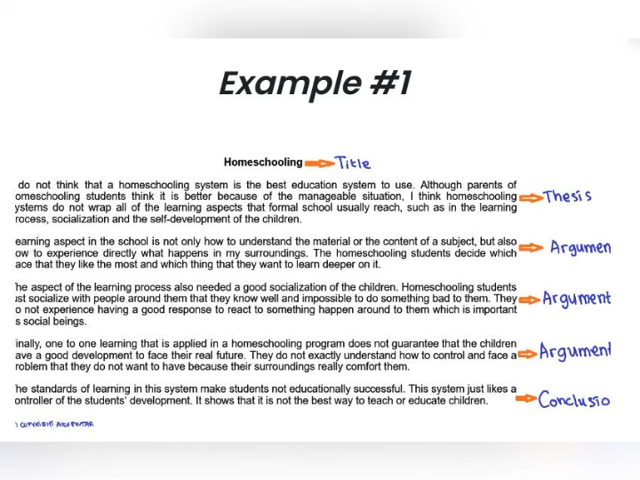 Example #1
Homeschooling Title
do not think that a homeschooling system is the best education system to use. Although parents of
omeschooling students think it is better because of the manageable situation, I think homeschooling
ystems do not wrap all of the learning aspects that formal school usually reach, such as in the learning
rocess, socialization and the self-development of the children.
Thesis
earning aspect in the school is not only how to understand the material or the content of a subject, but also
ow to experience directly what happens in my surroundings. The homeschooling students decide which
ace that they like the most and which thing that they want to learn deeper on it.
Argumen
he aspect of the learning process also needed a good socialization of the children. Homeschooling students
ust socialize with people around them that they know well and impossible to do something bad to them. They
o not experience having a good response to react to something happen around to them which is important
s social beings.
Argument
inally, one to one learning that is applied in a homeschooling program does not guarantee that the children
ave a good development to face their real future. They do not exactly understand how to control and face a
roblem that they do not want to have because their surroundings really comfort them.
Argument
he standards of learning in this system make students not educationally successful. This system just likes a
ontroller of the students' development. It shows that it is not the best way to teach or educate children.
Conclusio